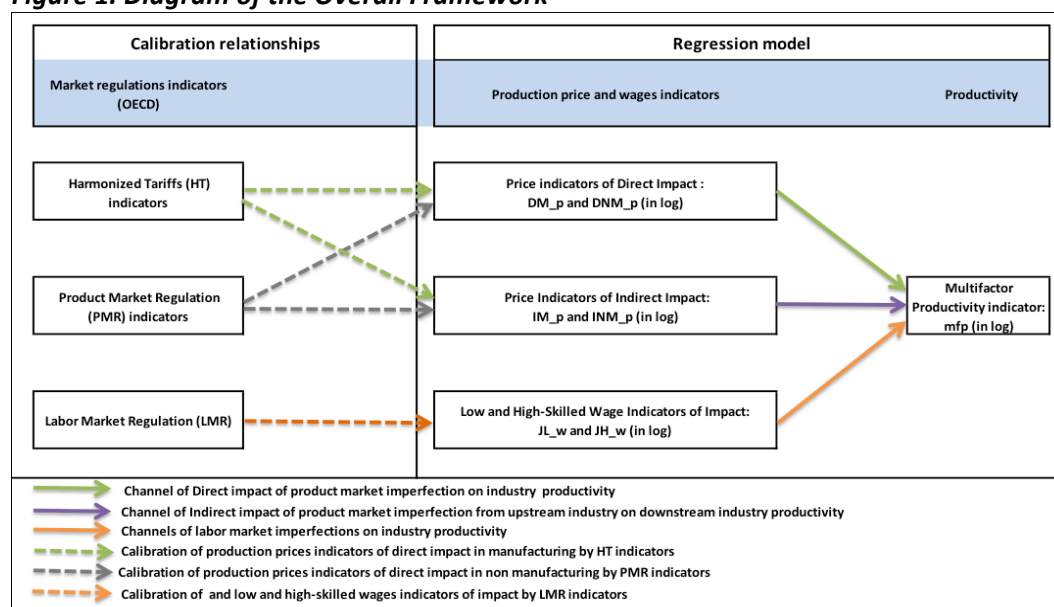 Figure 1. Diagram of the Overall Framework
Calibration relationships
Regression model
Market regulations indicators
(OECD)
Production price and wages indicators
Productivity
Harmonized Tariffs (HT)
indicators
Price indicators of Direct Impact :
DM_p and DNM_p (in log)
Product Market Regulation
(PMR) indicators
Price Indicators of Indirect Impact:
IM_p and INM_p (in log)
Multifactor
Productivity indicator:
mfp (in log)
Labor Market Regulation (LMR)
Low and High-Skilled Wage Indicators of Impact:
JL_w and JH_w (in log)
Channel of Direct impact of product market imperfection on industry productivity
Channel of Indirect impact of product market imperfection from upstream industry on downstream industry productivity
Channels of labor market imperfections on industry productivity
Calibration of production prices indicators of direct impact in manufacturing by HT indicators
Calibration of production prices indicators of direct impact in non manufacturing by PMR indicators
Calibration of and low and high-skilled wages indicators of impact by LMR indicators